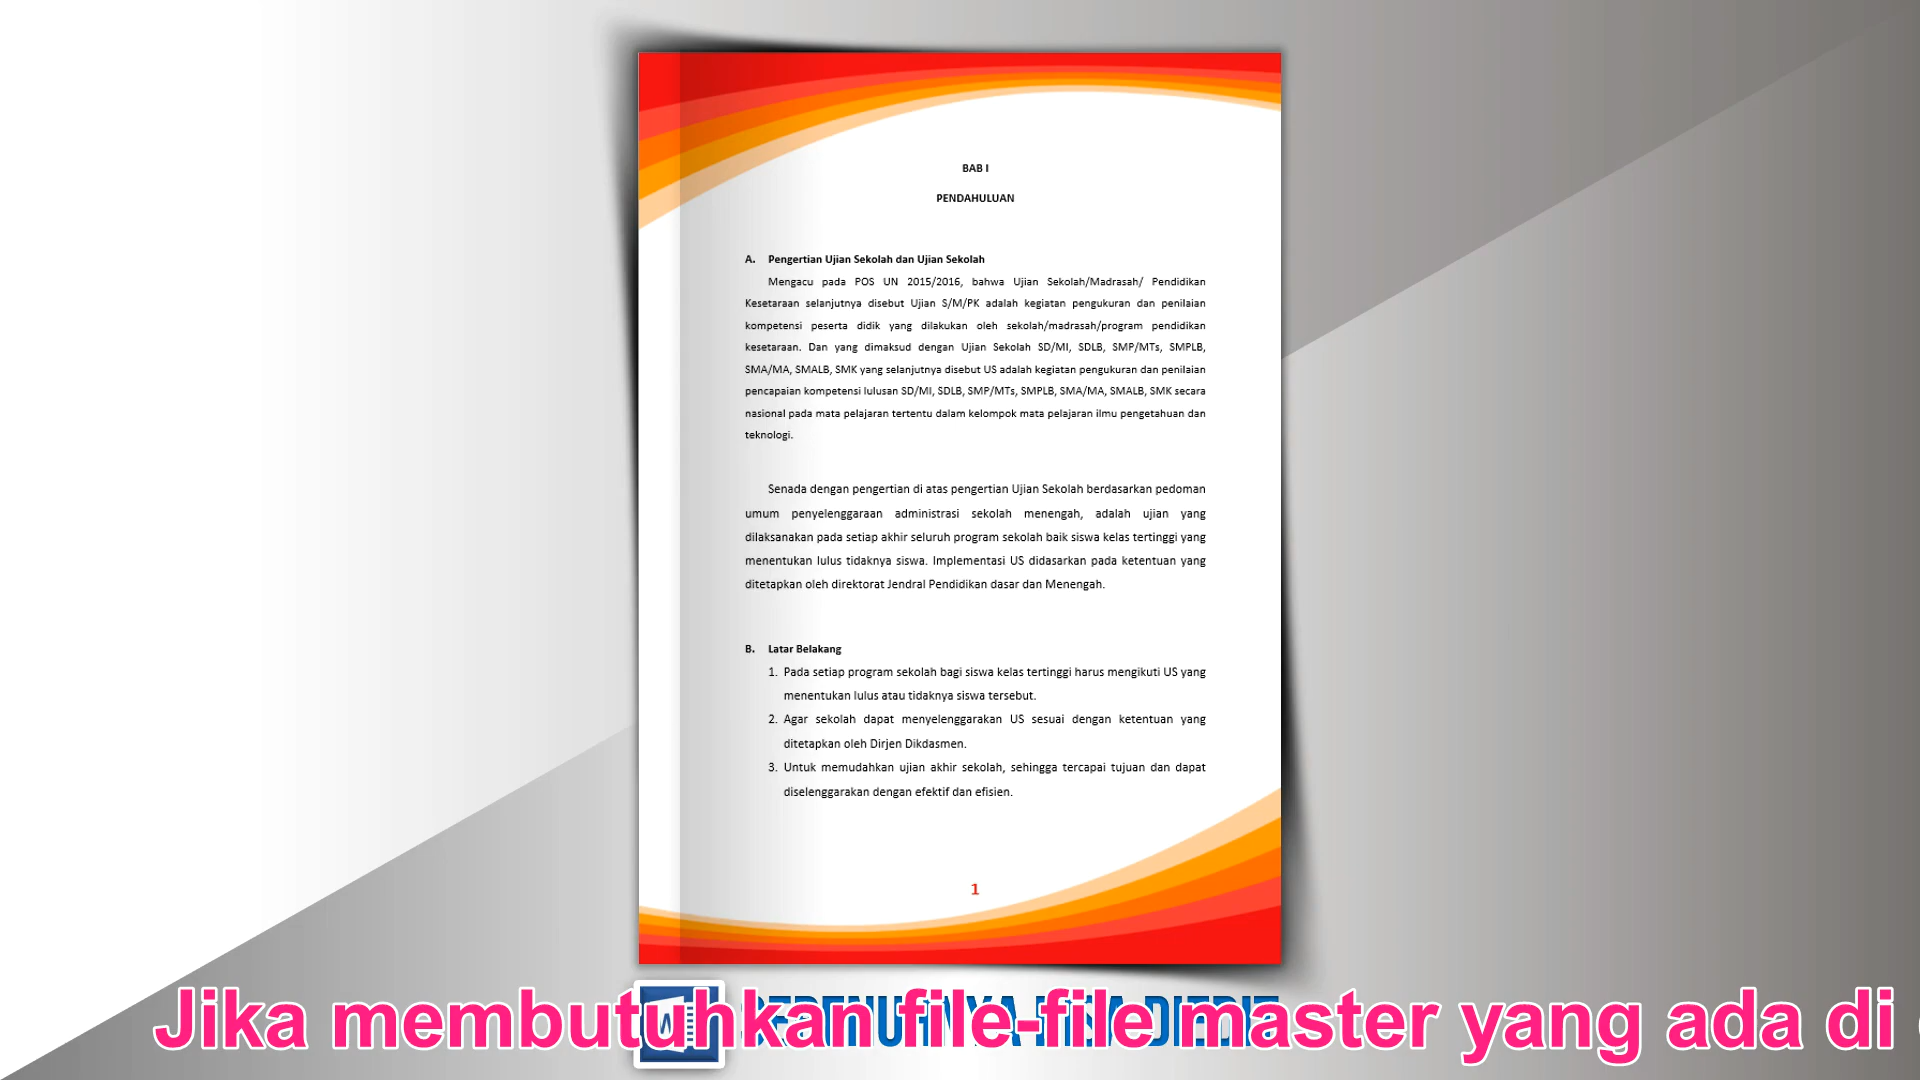 BAB I
PENDAHULUAN
A. Pengertian Ujian Sekolah dan Ujian Sekolah
Mengacu pada POS UN 2015/2016, bahwa Ujian Sekolah/Madrasah/ Pendidikan
Kesetaraan selanjutnya disebut Ujian S/M/PK adalah kegiatan pengukuran dan penilaian
kompetensi peserta didik yang dilakukan oleh sekolah/madrasah/program pendidikan
kesetaraan. Dan yang dimaksud dengan Ujian Sekolah SD/MI, SDLB, SMP/MTs, SMPLB,
SMA/MA, SMALB, SMK yang selanjutnya disebut US adalah kegiatan pengukuran dan penilaian
pencapaian kompetensi lulusan SD/MI, SDLB, SMP/MTs, SMPLB, SMA/MA, SMALB, SMK secara
nasional pada mata pelajaran tertentu dalam kelompok mata pelajaran ilmu pengetahuan dan
teknologi.
Senada dengan pengertian di atas pengertian Ujian Sekolah berdasarkan pedoman
umum penyelenggaraan administrasi sekolah menengah, adalah ujian yang
dilaksanakan pada setiap akhir seluruh program sekolah baik siswa kelas tertinggi yang
menentukan lulus tidaknya siswa. Implementasi US didasarkan pada ketentuan yang
ditetapkan oleh direktorat Jendral Pendidikan dasar dan Menengah.
B. Latar Belakang
1. Pada setiap program sekolah bagi siswa kelas tertinggi harus mengikuti US yang
menentukan lulus atau tidaknya siswa tersebut.
2. Agar sekolah dapat menyelenggarakan US sesuai dengan ketentuan yang
ditetapkan oleh Dirjen Dikdasmen.
3. Untuk memudahkan ujian akhir sekolah, sehingga tercapai tujuan dan dapat
diselenggarakan dengan efektif dan efisien.
1
Jika membutuhkan file-file master yang ada di